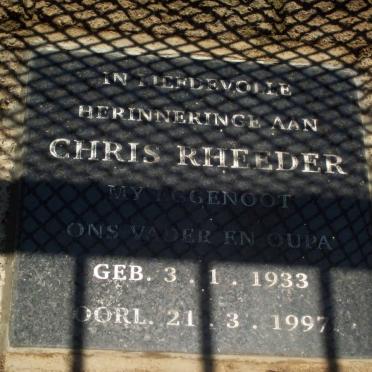 IN LIEFDEVOLLE
HERINNERINGE AAN
CHRIS RHEEDER
MY EGGENOOT
ONS VADER EN OUPA
GEB. 3 . 1 . 1933
OORL. 21 . 3 . 1997